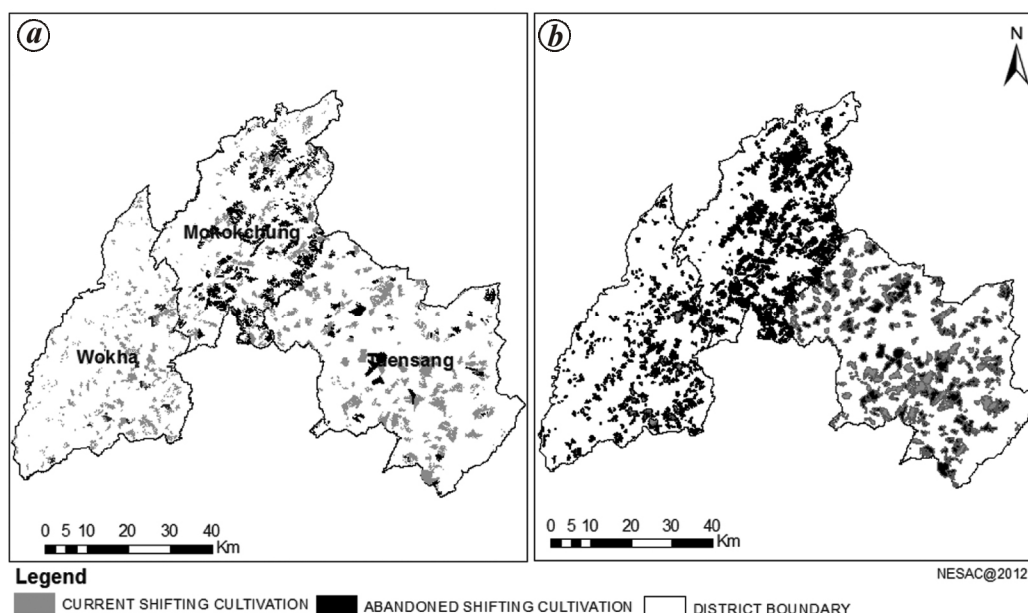 a
b
N
Mokokchung
Wokha
Tuensang
0 5 10 20 30 40
Km
0 5 10 20 30 40
Km
Legend
NESAC@2012
CURRENT SHIFTING CULTIVATION ABANDONED SHIFTING CULTIVATION DISTRICT BOUNDARY